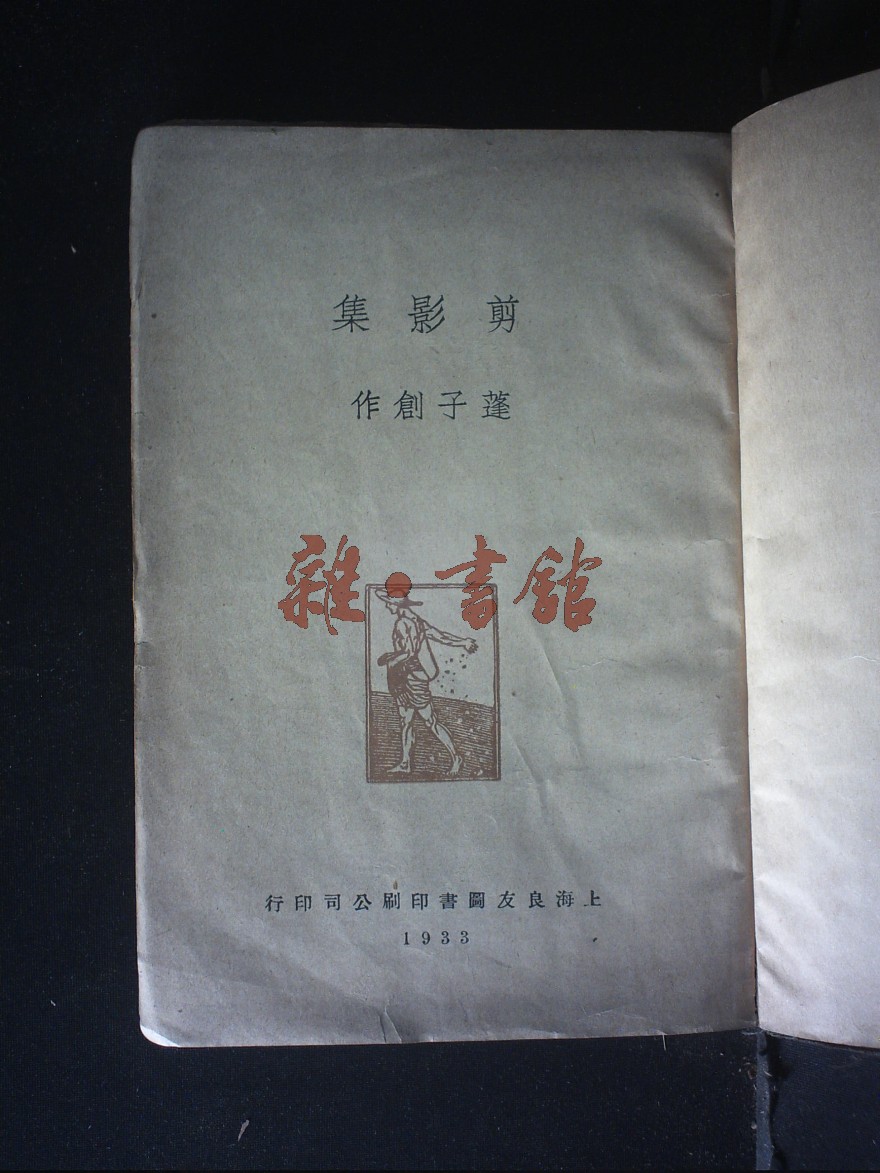 剪影集
蓬子創作
雜·書館
上海良友圖書印刷公司印行
1933